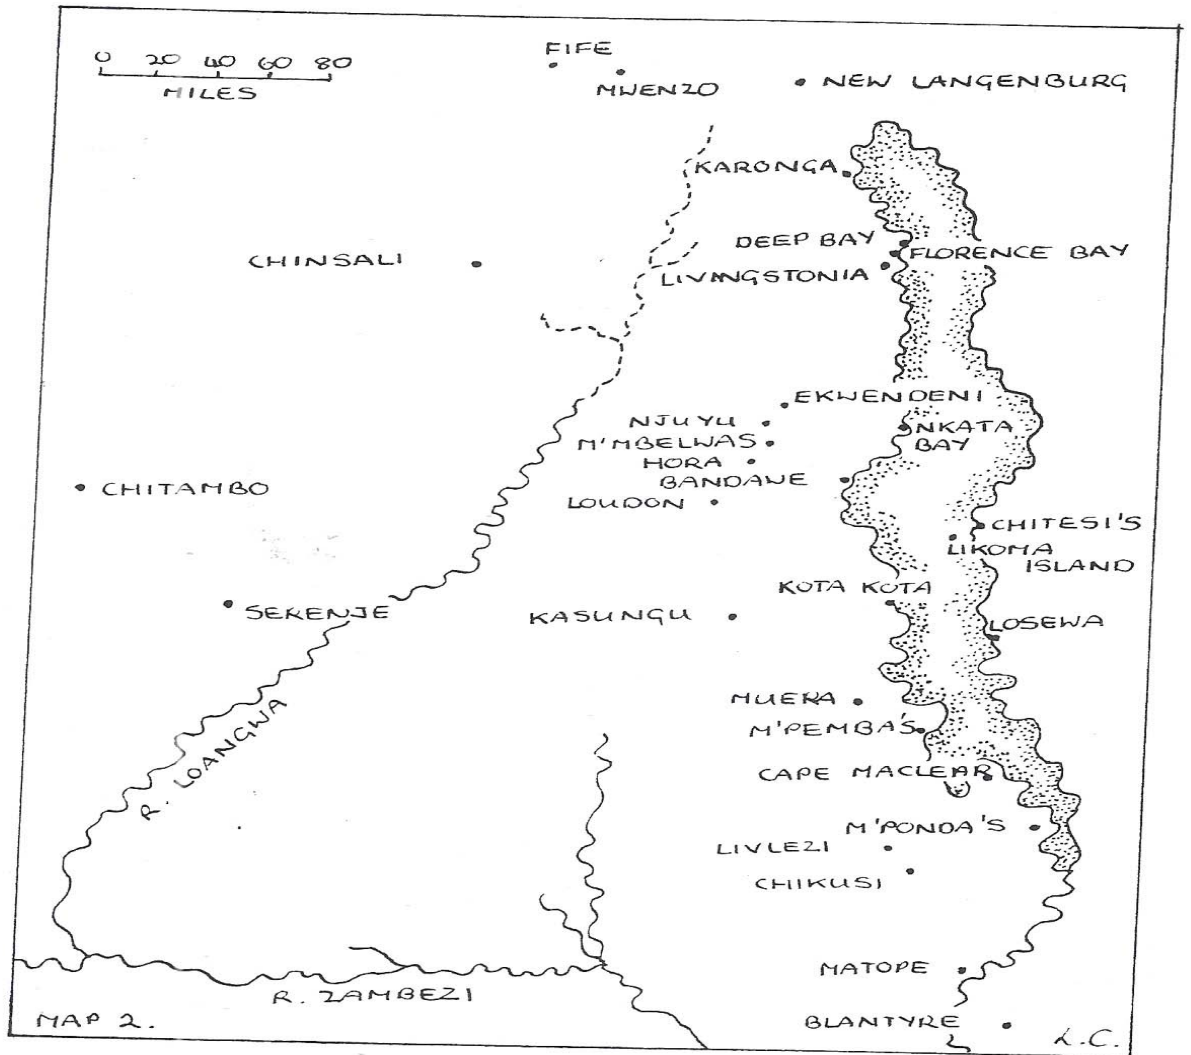 FIFE
0 20 40 60 80
MILES
MWENZO
NEW LANGENBURG
KARONGA
DEEP BAY
FLORENCE BAY
CHINSALI
LIVINGSTONIA
EKWENDENI
NJUYU
NKATA
BAY
M'MBELWAS
HORA
BANDAWE
CHITAMBO
LOUDON
CHITESI'S
LIKOMA
ISLAND
KOTA KOTA
SERENJE
KASUNGU
LOSEWA
MUERA
M'PEMBA'S
R. LOANGWA
CAPE MACLEAR
M'PONDA'S
LIVLEZI
CHIKUSI
MATOPE
R. ZAMBEZI
MAP 2.
BLANTYRE
L.C.